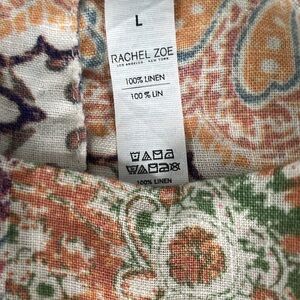 L
RACHEL ZOE
LOS ANGELES NEW YORK
100% LINEN
100 % LIN
100% LINEN